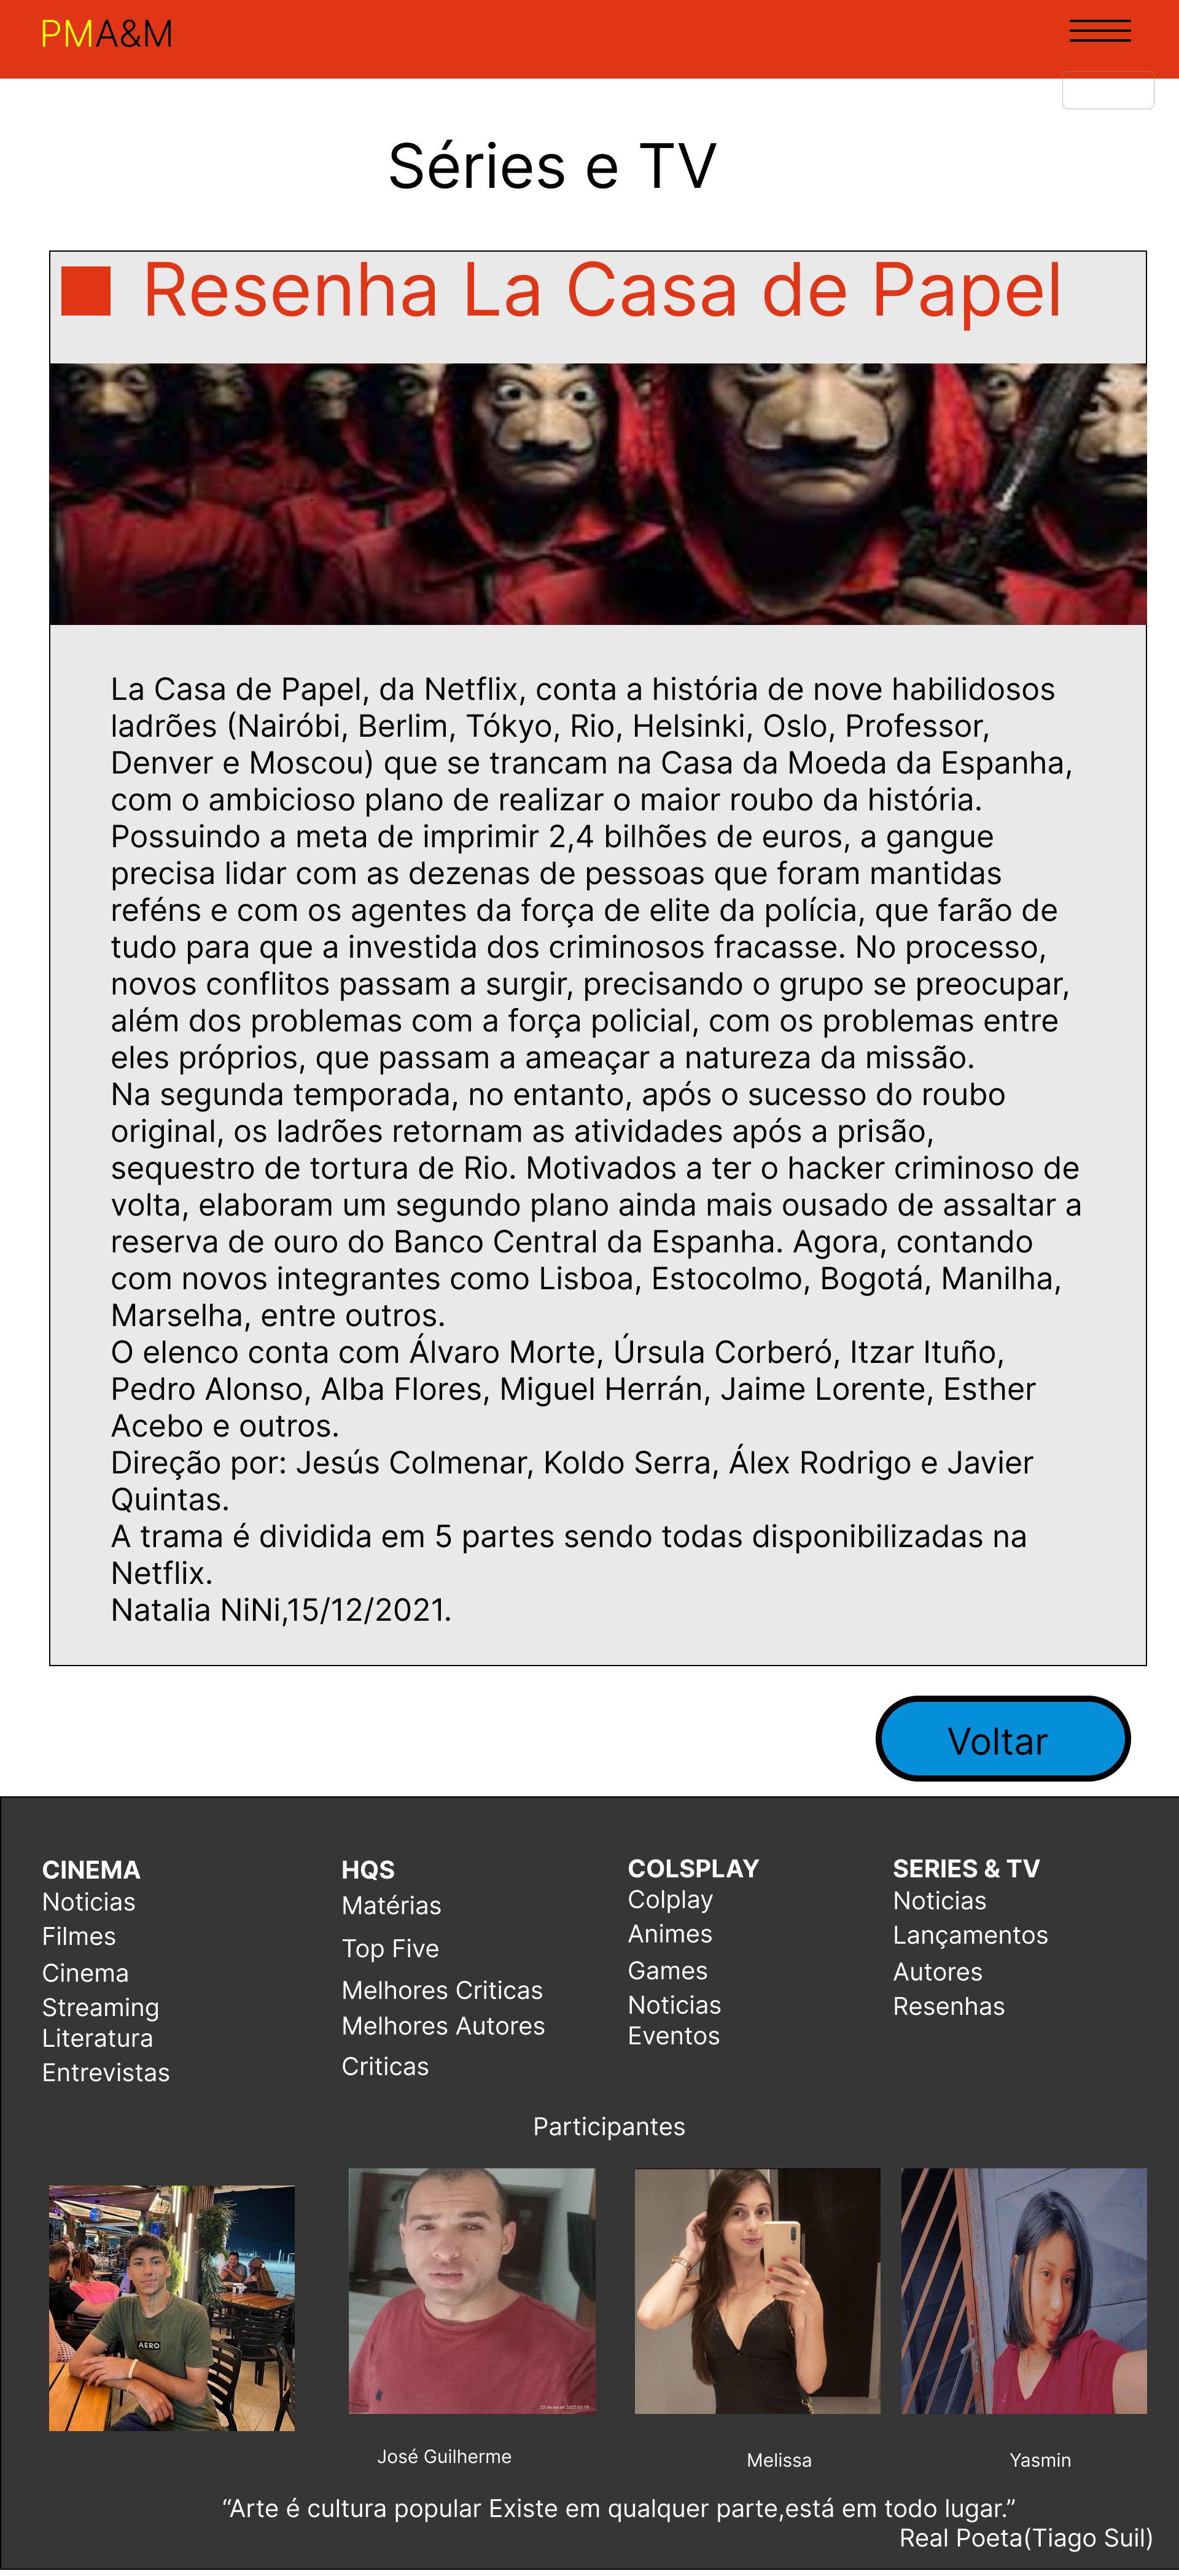 PMA&M
Séries e TV
Resenha La Casa de Papel
La Casa de Papel, da Netflix, conta a história de nove habilidosos
ladrões (Nairóbi, Berlim, Tókyo, Rio, Helsinki, Oslo, Professor,
Denver e Moscou) que se trancam na Casa da Moeda da Espanha,
com o ambicioso plano de realizar o maior roubo da história.
Possuindo a meta de imprimir 2,4 bilhões de euros, a gangue
precisa lidar com as dezenas de pessoas que foram mantidas
reféns e com os agentes da força de elite da polícia, que farão de
tudo para que a investida dos criminosos fracasse. No processo,
novos conflitos passam a surgir, precisando o grupo se preocupar,
além dos problemas com a força policial, com os problemas entre
eles próprios, que passam a ameaçar a natureza da missão.
Na segunda temporada, no entanto, após o sucesso do roubo
original, os ladrões retornam as atividades após a prisão,
sequestro de tortura de Rio. Motivados a ter o hacker criminoso de
volta, elaboram um segundo plano ainda mais ousado de assaltar a
reserva de ouro do Banco Central da Espanha. Agora, contando
com novos integrantes como Lisboa, Estocolmo, Bogotá, Manilha,
Marselha, entre outros.
O elenco conta com Álvaro Morte, Úrsula Corberó, Itzar Ituño,
Pedro Alonso, Alba Flores, Miguel Herrán, Jaime Lorente, Esther
Acebo e outros.
Direção por: Jesús Colmenar, Koldo Serra, Álex Rodrigo e Javier
Quintas.
A trama é dividida em 5 partes sendo todas disponibilizadas na
Netflix.
Natalia NiNi,15/12/2021.
Voltar
CINEMA
Noticias
Filmes
Cinema
Streaming
Literatura
Entrevistas
HQS
Matérias
Top Five
Melhores Criticas
Melhores Autores
Criticas
COLSPLAY
Colplay
Animes
Games
Noticias
Eventos
SERIES & TV
Noticias
Lançamentos
Autores
Resenhas
Participantes
AERO
22 de set de 2022 07:19
José Guilherme
Melissa
Yasmin
“Arte é cultura popular Existe em qualquer parte,está em todo lugar.”
Real Poeta(Tiago Suil)